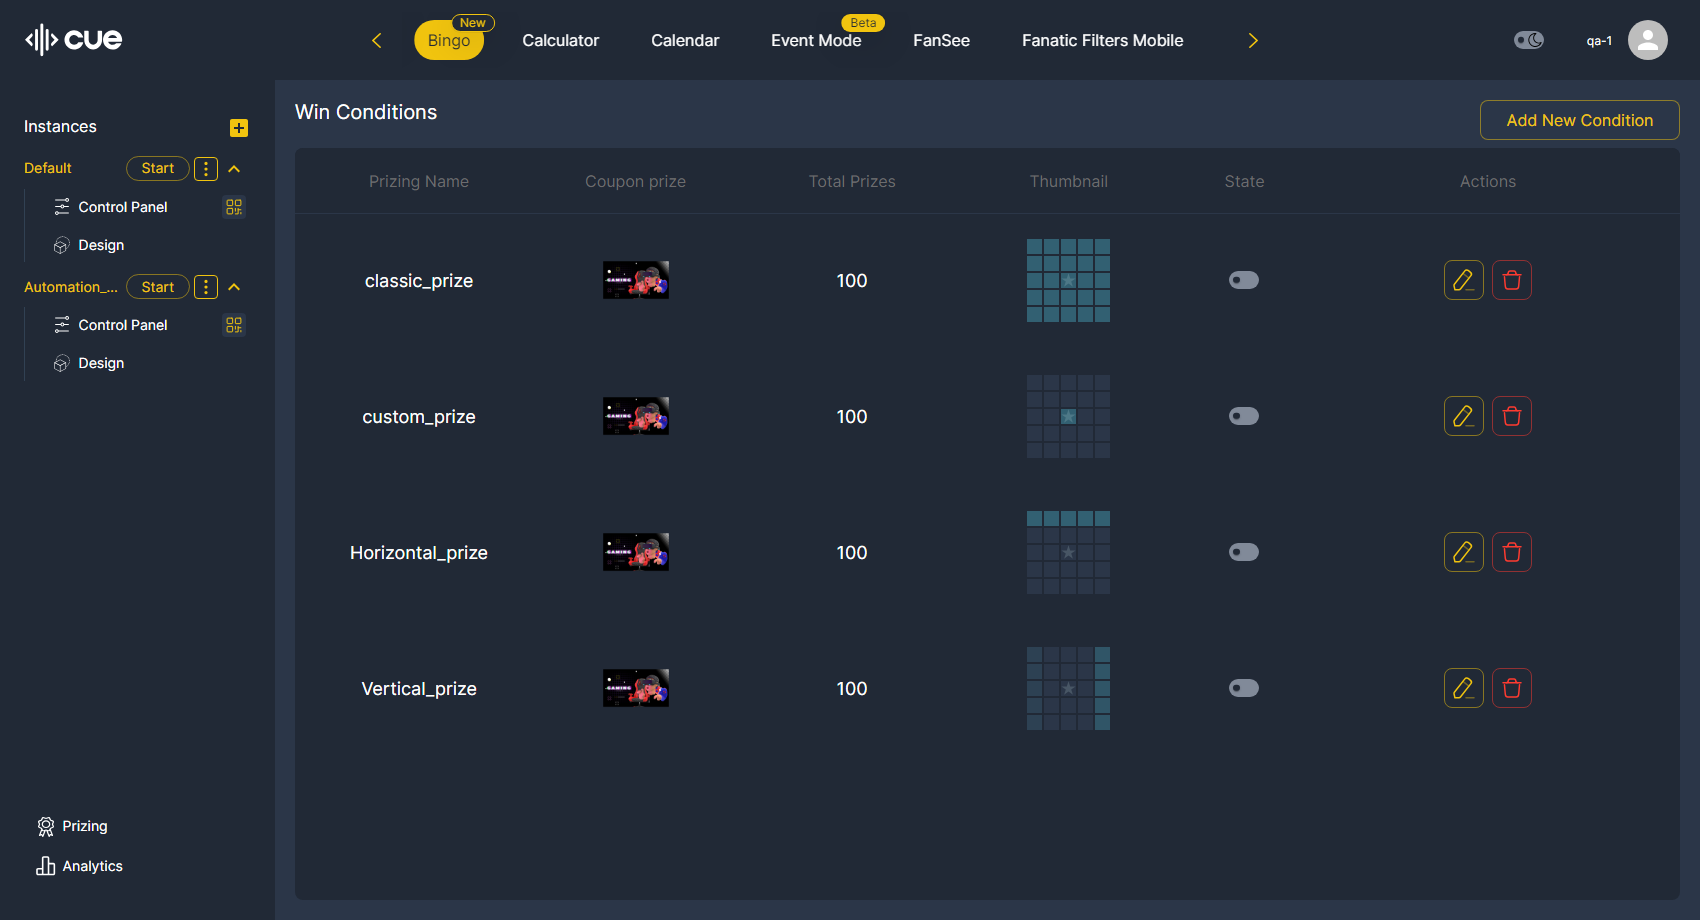 cue
Bingo
New
Calculator
Calendar
Event Mode
Beta
FanSee
Fanatic Filters Mobile
qa-1
Instances
Default
Start
Control Panel
Design
Automation_...
Start
Control Panel
Design
Prizing
Analytics
Win Conditions
Add New Condition
Prizing Name Coupon prize Total Prizes Thumbnail State Actions
classic_prize GAMING 100
custom_prize GAMING 100
Horizontal_prize GAMING 100
Vertical_prize GAMING 100